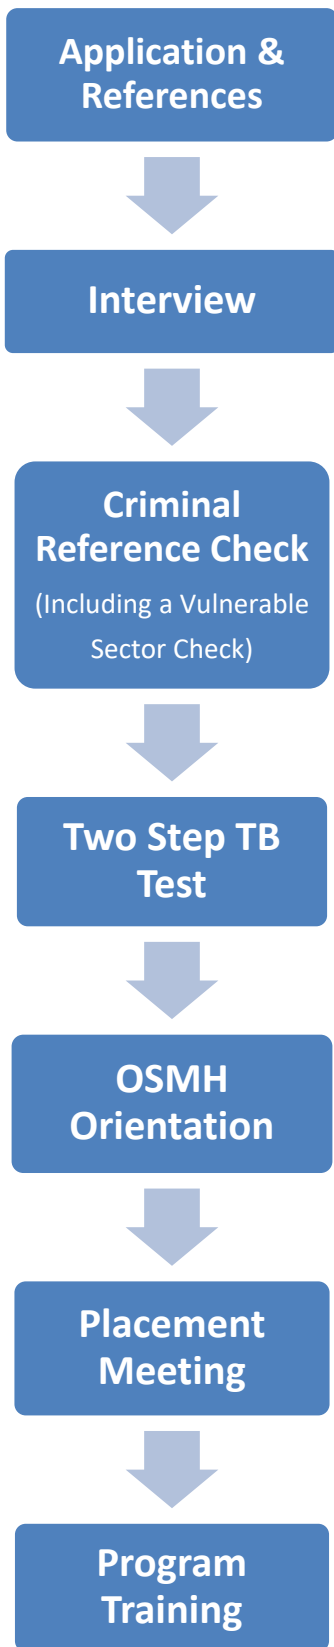 Application &
References
Interview
Criminal
Reference Check
(Including a Vulnerable
Sector Check)
Two Step TB
Test
OSMH
Orientation
Placement
Meeting
Program
Training